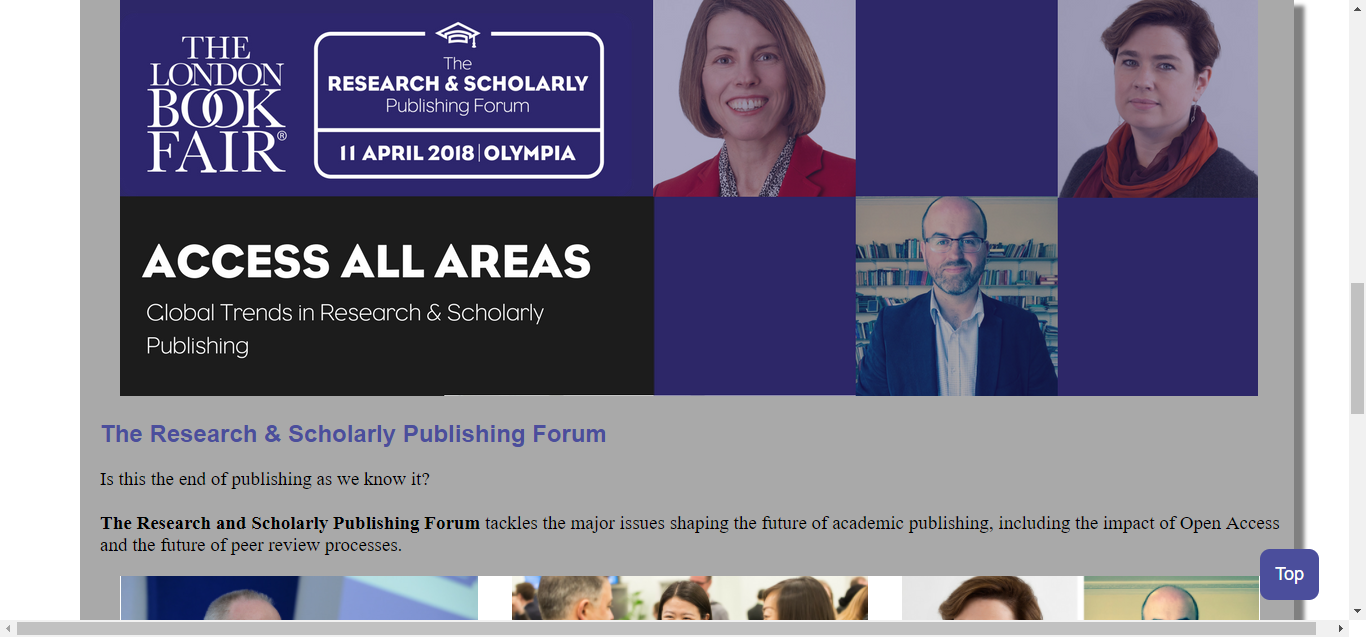 THE
LONDON
BOOK
FAIR®
The
RESEARCH & SCHOLARLY
Publishing Forum
11 APRIL 2018 | OLYMPIA
ACCESS ALL AREAS
Global Trends in Research & Scholarly
Publishing
The Research & Scholarly Publishing Forum
Is this the end of publishing as we know it?
The Research and Scholarly Publishing Forum tackles the major issues shaping the future of academic publishing, including the impact of Open Access
and the future of peer review processes.
Top